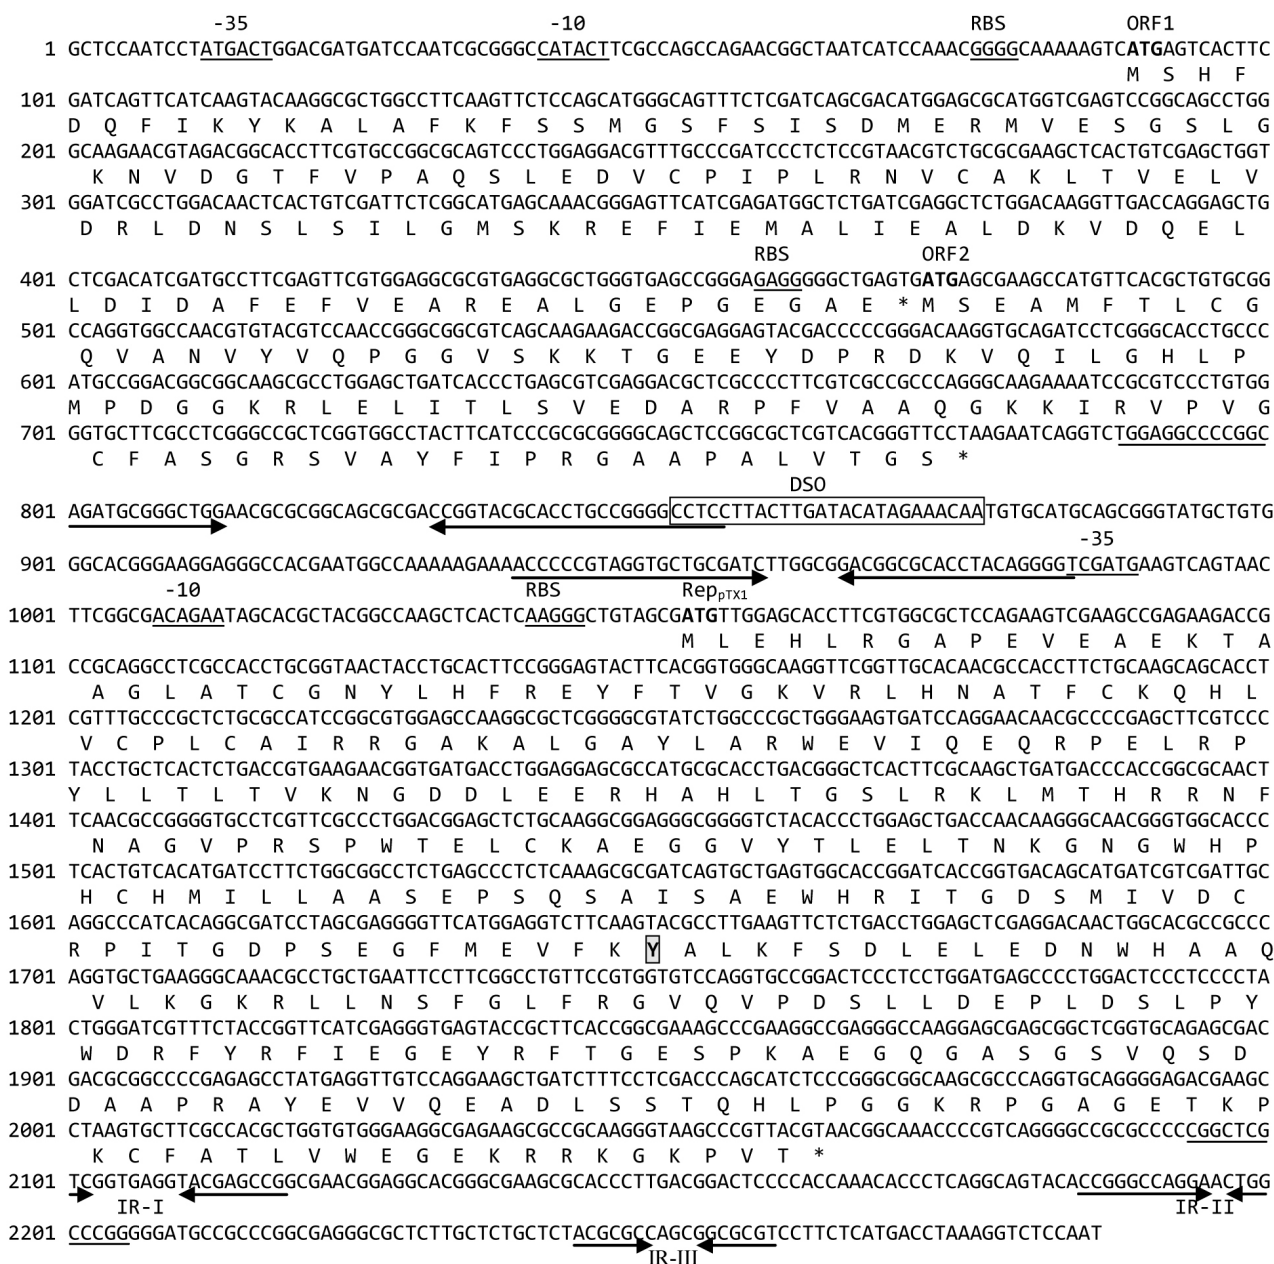 -35 -10 RBS ORF1
1 GCTCCAATCCTATGACTGGACGATGATCCAATCGCGGGCCATACTTCGCCAGCCAGAACGGCTAATCATCCAAACGGGGCAAAAAGTCATGAGTCACTTC
M S H F
101 GATCAGTTCATCAAGTACAAGGCGCTGGCCTTCAAGTTCTCCAGCATGGGCAGTTTCTCGATCAGCGACATGGAGCGCATGGTCGAGTCCGGCAGCCTGG
D Q F I K Y K A L A F K F S S M G S F S I S D M E R M V E S G S L G
201 GCAAGAACGTAGACGGCACCTTCGTGCCGGCGCAGTCCCTGGAGGACGTTTGCCCGATCCCTCTCCGTAACGTCTGCGCGAAGCTCACTGTCGAGCTGGT
K N V D G T F V P A Q S L E D V C P I P L R N V C A K L T V E L V
301 GGATCGCCTGGACAACTCACTGTCGATTCTCGGCATGAGCAAACGGGAGTTCATCGAGATGGCTCTGATCGAGGCTCTGGACAAGGTTGACCAGGAGCTG
D R L D N S L S I L G M S K R E F I E M A L I E A L D K V D Q E L
RBS ORF2
401 CTCGACATCGATGCCTTCGAGTTCGTGGAGGCGCGTGAGGCGCTGGGTGAGCCGGGAGAGGGGGCTGAGTGATGAGCGAAGCCATGTTCACGCTGTGCGG
L D I D A F E F V E A R E A L G E P G E G A E * M S E A M F T L C G
501 CCAGGTGGCCAACGTGTACGTCCAACCGGGCGGCGTCAGCAAGAAGACCGGCGAGGAGTACGACCCCCGGGACAAGGTGCAGATCCTCGGGCACCTGCCC
Q V A N V Y V Q P G G V S K K T G E E Y D P R D K V Q I L G H L P
601 ATGCCGGACGGCGGCAAGCGCCTGGAGCTGATCACCCTGAGCGTCGAGGACGCTCGCCCCTTCGTCGCCGCCCAGGGCAAGAAAATCCGCGTCCCTGTGG
M P D G G K R L E L I T L S V E D A R P F V A A Q G K K I R V P V G
701 GGTGCTTCGCCTCGGGCCGCTCGGTGGCCTACTTCATCCCGCGCGGGGCAGCTCCGGCGCTCGTCACGGGTTCCTAAGAATCAGGTCTGGAGGCCCCGGC
C F A S G R S V A Y F I P R G A A P A L V T G S *
DSO
801 AGATGCGGGCTGGAACGCGCGGCAGCGCGACCGGTACGCACCTGCCGGGGCCTCCTTACTTGATACATAGAAACAATGTGCATGCAGCGGGTATGCTGTG
-35
901 GGCACGGGAAGGAGGGCCACGAATGGCCAAAAAGAAAACCCCCGTAGGTGCTGCGATCTTGGCGGACGGCGCACCTACAGGGGTCGATGAAGTCAGTAAC
-10 RBS ReppTX1
1001 TTCGGCGACAGAATAGCACGCTACGGCCAAGCTCACTCAAGGGCTGTAGCGATGTTGGAGCACCTTCGTGGCGCTCCAGAAGTCGAAGCCGAGAAGACCG
M L E H L R G A P E V E A E K T A
1101 CCGCAGGCCTCGCCACCTGCGGTAACTACCTGCACTTCCGGGAGTACTTCACGGTGGGCAAGGTTCGGTTGCACAACGCCACCTTCTGCAAGCAGCACCT
A G L A T C G N Y L H F R E Y F T V G K V R L H N A T F C K Q H L
1201 CGTTTGCCCGCTCTGCGCCATCCGGCGTGGAGCCAAGGCGCTCGGGGCGTATCTGGCCCGCTGGGAAGTGATCCAGGAACAACGCCCCGAGCTTCGTCCC
V C P L C A I R R G A K A L G A Y L A R W E V I Q E Q R P E L R P
1301 TACCTGCTCACTCTGACCGTGAAGAACGGTGATGACCTGGAGGAGCGCCATGCGCACCTGACGGGCTCACTTCGCAAGCTGATGACCCACCGGCGCAACT
Y L L T L T V K N G D D L E E R H A H L T G S L R K L M T H R R N F
1401 TCAACGCCGGGGTGCCTCGTTCGCCCTGGACGGAGCTCTGCAAGGCGGAGGGCGGGGTCTACACCCTGGAGCTGACCAACAAGGGCAACGGGTGGCACCC
N A G V P R S P W T E L C K A E G G V Y T L E L T N K G N G W H P
1501 TCACTGTCACATGATCCTTCTGGCGGCCTCTGAGCCCTCTCAAAGCGCGATCAGTGCTGAGTGGCACCGGATCACCGGTGACAGCATGATCGTCGATTGC
H C H M I L L A A S E P S Q S A I S A E W H R I T G D S M I V D C
1601 AGGCCCATCACAGGCGATCCTAGCGAGGGGTTCATGGAGGTCTTCAAGTACGCCTTGAAGTTCTCTGACCTGGAGCTCGAGGACAACTGGCACGCCGCCC
R P I T G D P S E G F M E V F K Y A L K F S D L E L E D N W H A A Q
1701 AGGTGCTGAAGGGCAAACGCCTGCTGAATTCCTTCGGCCTGTTCCGTGGTGTCCAGGTGCCGGACTCCCTCCTGGATGAGCCCCTGGACTCCCTCCCCTA
V L K G K R L L N S F G L F R G V Q V P D S L L D E P L D S L P Y
1801 CTGGGATCGTTTCTACCGGTTCATCGAGGGTGAGTACCGCTTCACCGGCGAAAGCCCGAAGGCCGAGGGCCAAGGAGCGAGCGGCTCGGTGCAGAGCGAC
W D R F Y R F I E G E Y R F T G E S P K A E G Q G A S G S V Q S D
1901 GACGCGGCCCCGAGAGCCTATGAGGTTGTCCAGGAAGCTGATCTTTCCTCGACCCAGCATCTCCCGGGCGGCAAGCGCCCAGGTGCAGGGGAGACGAAGC
D A A P R A Y E V V Q E A D L S S T Q H L P G G K R P G A G E T K P
2001 CTAAGTGCTTCGCCACGCTGGTGTGGGAAGGCGAGAAGCGCCGCAAGGGTAAGCCCGTTACGTAACGGCAAACCCCGTCAGGGGCCGCGCCCCCGGCTCG
K C F A T L V W E G E K R R K G K P V T *
2101 TCGGTGAGGTACGAGCCGGCGAACGGAGGCACGGGCGAAGCGCACCCTTGACGGACTCCCCACCAAACACCCTCAGGCAGTACACCGGGCCAGGAACTGG
IR-I IR-II
2201 CCCGGGGGATGCCGCCCGGCGAGGGCGCTCTTGCTCTGCTCTACGCGCCAGCGGCGCGTCCTTCTCATGACCTAAAGGTCTCCAAT
IR-III